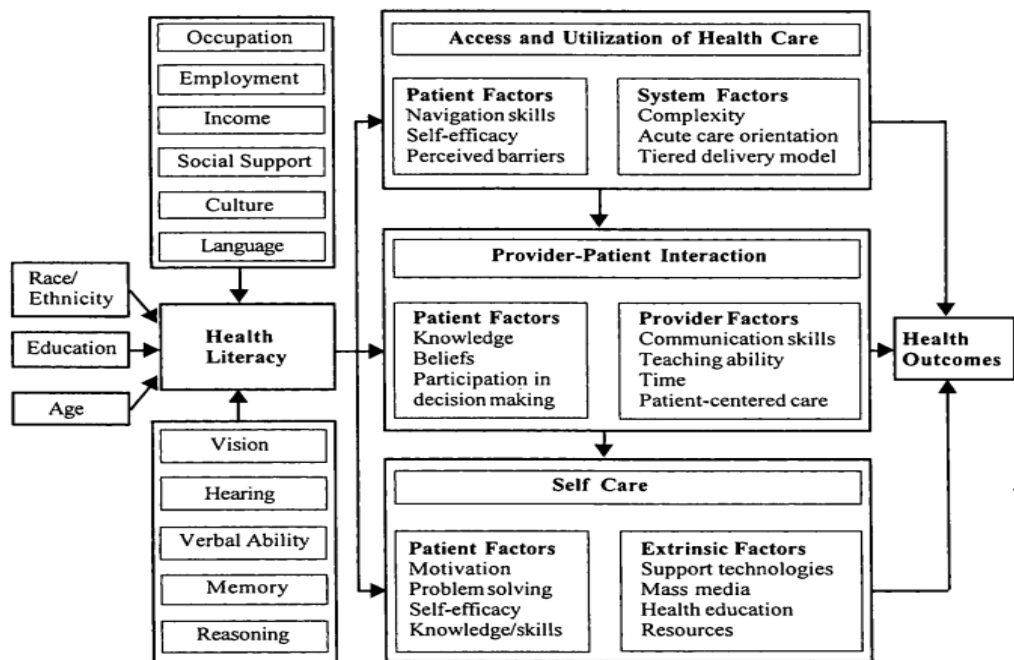 Occupation
Employment
Income
Social Support
Culture
Language
Race/
Ethnicity
Education
Age
Health
Literacy
Vision
Hearing
Verbal Ability
Memory
Reasoning
Access and Utilization of Health Care
Patient Factors
Navigation skills
Self-efficacy
Perceived barriers
System Factors
Complexity
Acute care orientation
Tiered delivery model
Provider-Patient Interaction
Patient Factors
Knowledge
Beliefs
Participation in
decision making
Provider Factors
Communication skills
Teaching ability
Time
Patient-centered care
Self Care
Patient Factors
Motivation
Problem solving
Self-efficacy
Knowledge/skills
Extrinsic Factors
Support technologies
Mass media
Health education
Resources
Health
Outcomes